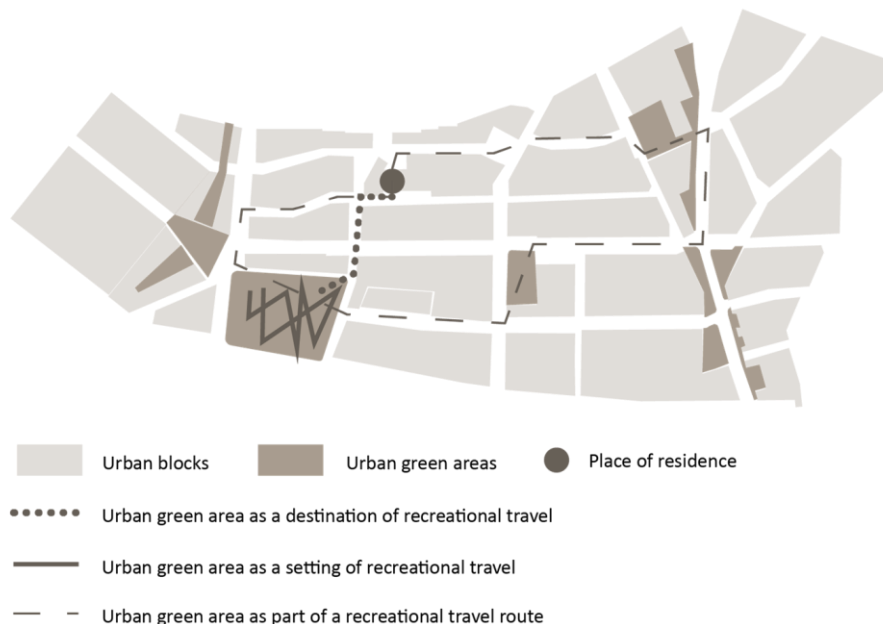 Urban blocks
Urban green areas
Place of residence
Urban green area as a destination of recreational travel
Urban green area as a setting of recreational travel
Urban green area as part of a recreational travel route